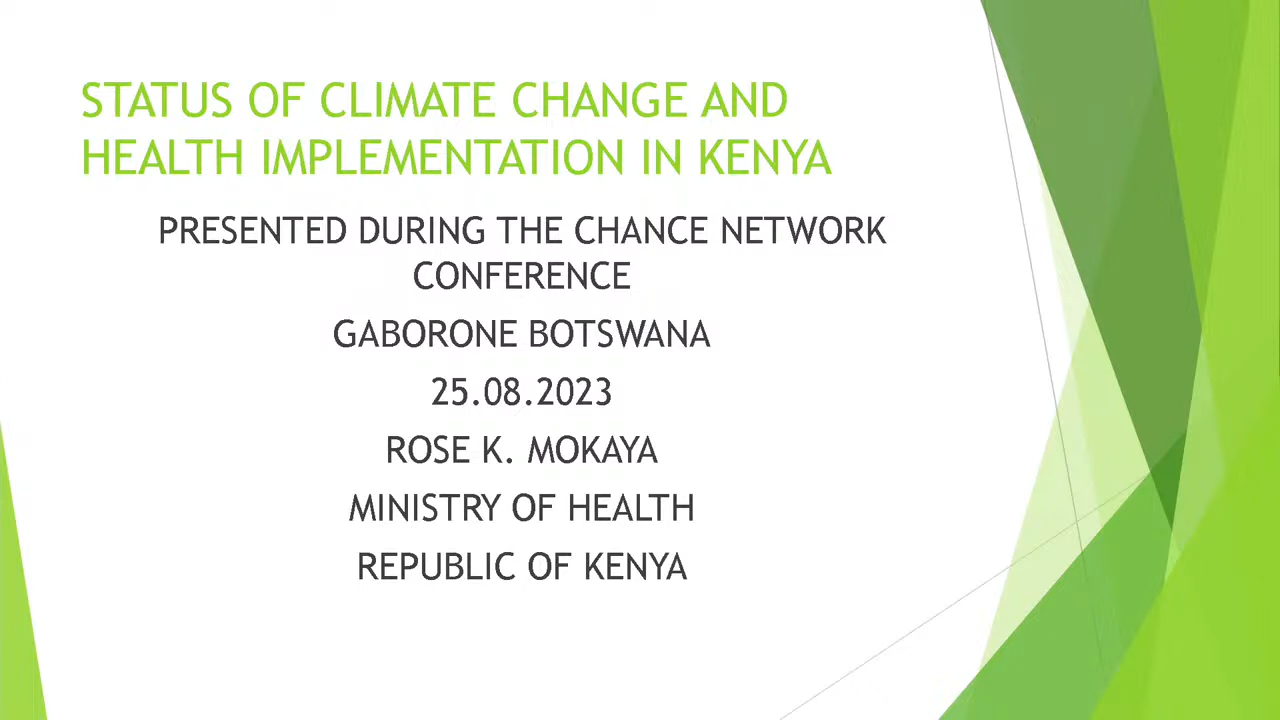 STATUS OF CLIMATE CHANGE AND
HEALTH IMPLEMENTATION IN KENYA
PRESENTED DURING THE CHANCE NETWORK
CONFERENCE
GABORONE BOTSWANA
25.08.2023
ROSE K. MOKAYA
MINISTRY OF HEALTH
REPUBLIC OF KENYA